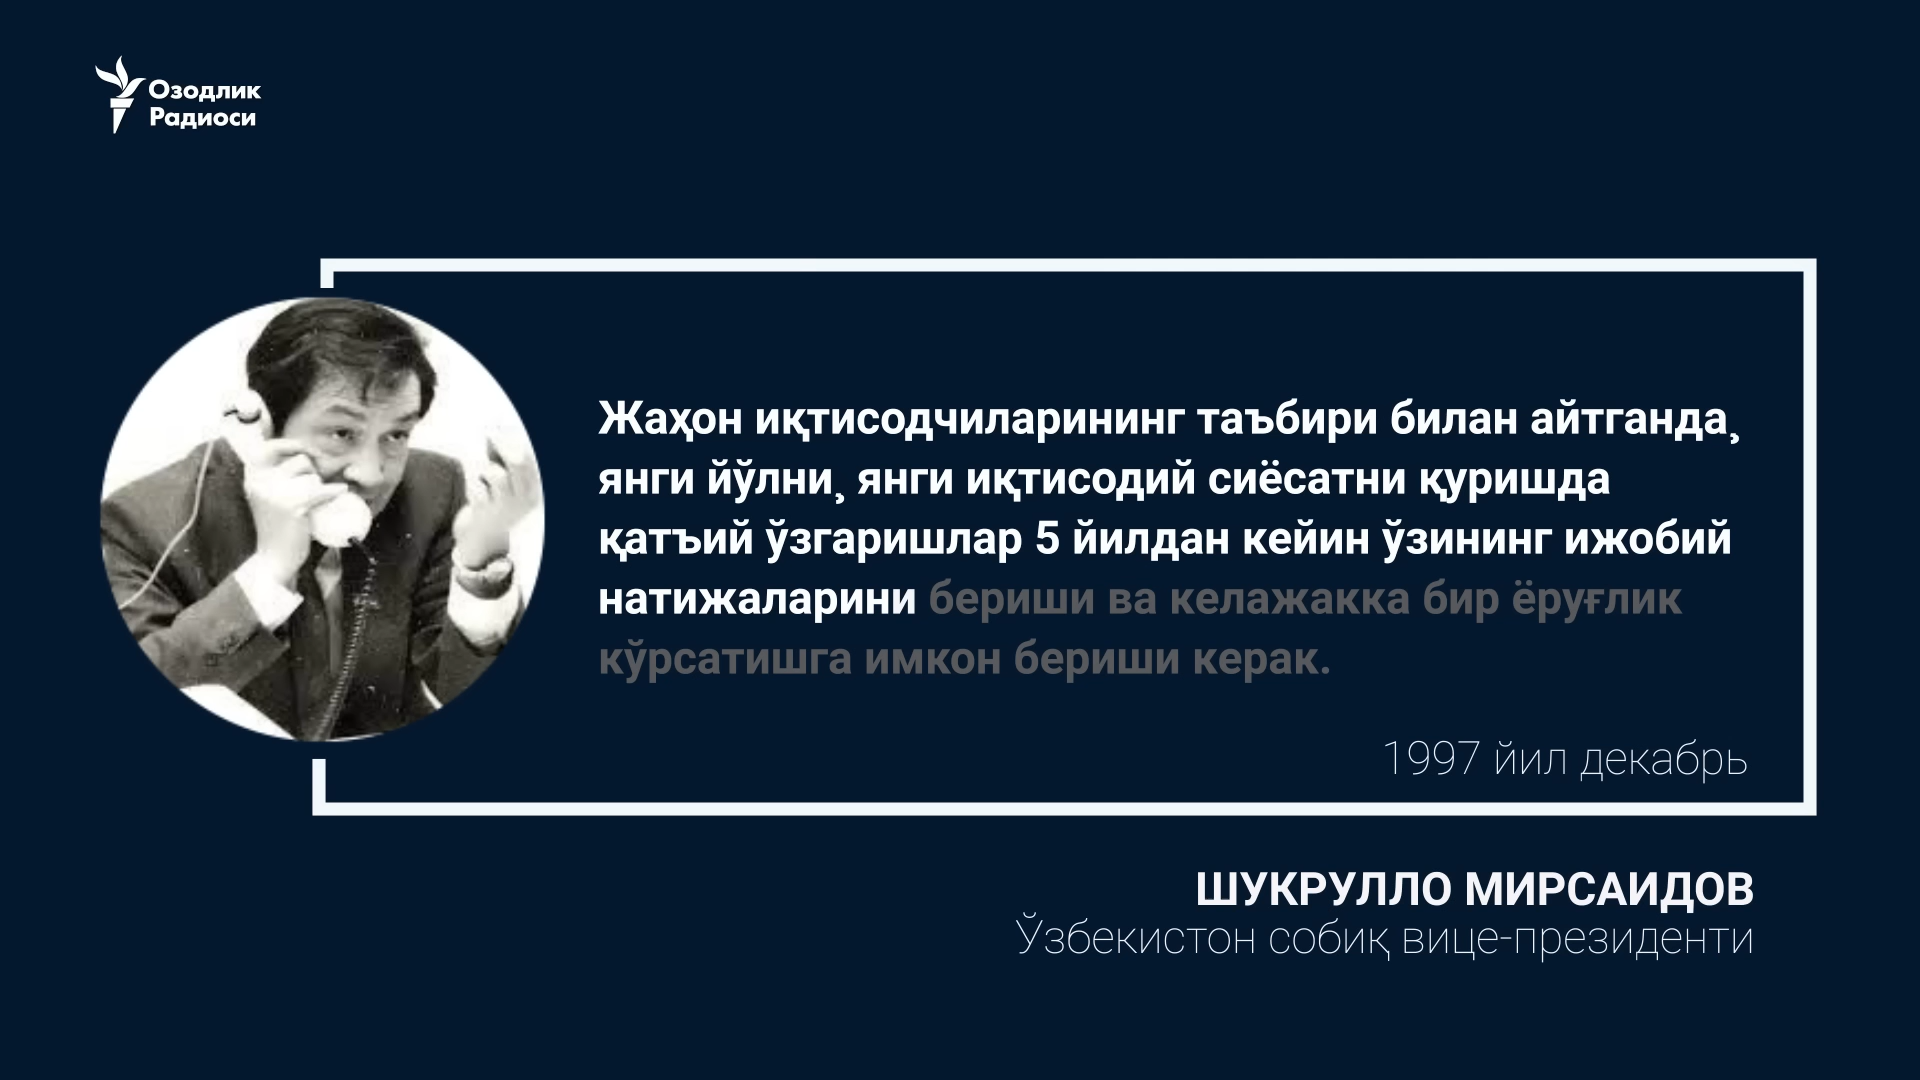 Озодлик
Радиоси
Жаҳон иқтисодчиларининг таъбири билан айтганда,
янги йўлни, янги иқтисодий сиёсатни қуришда
қатъий ўзгаришлар 5 йилдан кейин ўзининг ижобий
натижаларини бериши ва келажакка бир ёруғлик
кўрсатишга имкон бериши керак.
1997 йил декабрь
ШУКРУЛЛО МИРСАИДОВ
Ўзбекистон собиқ вице-президенти